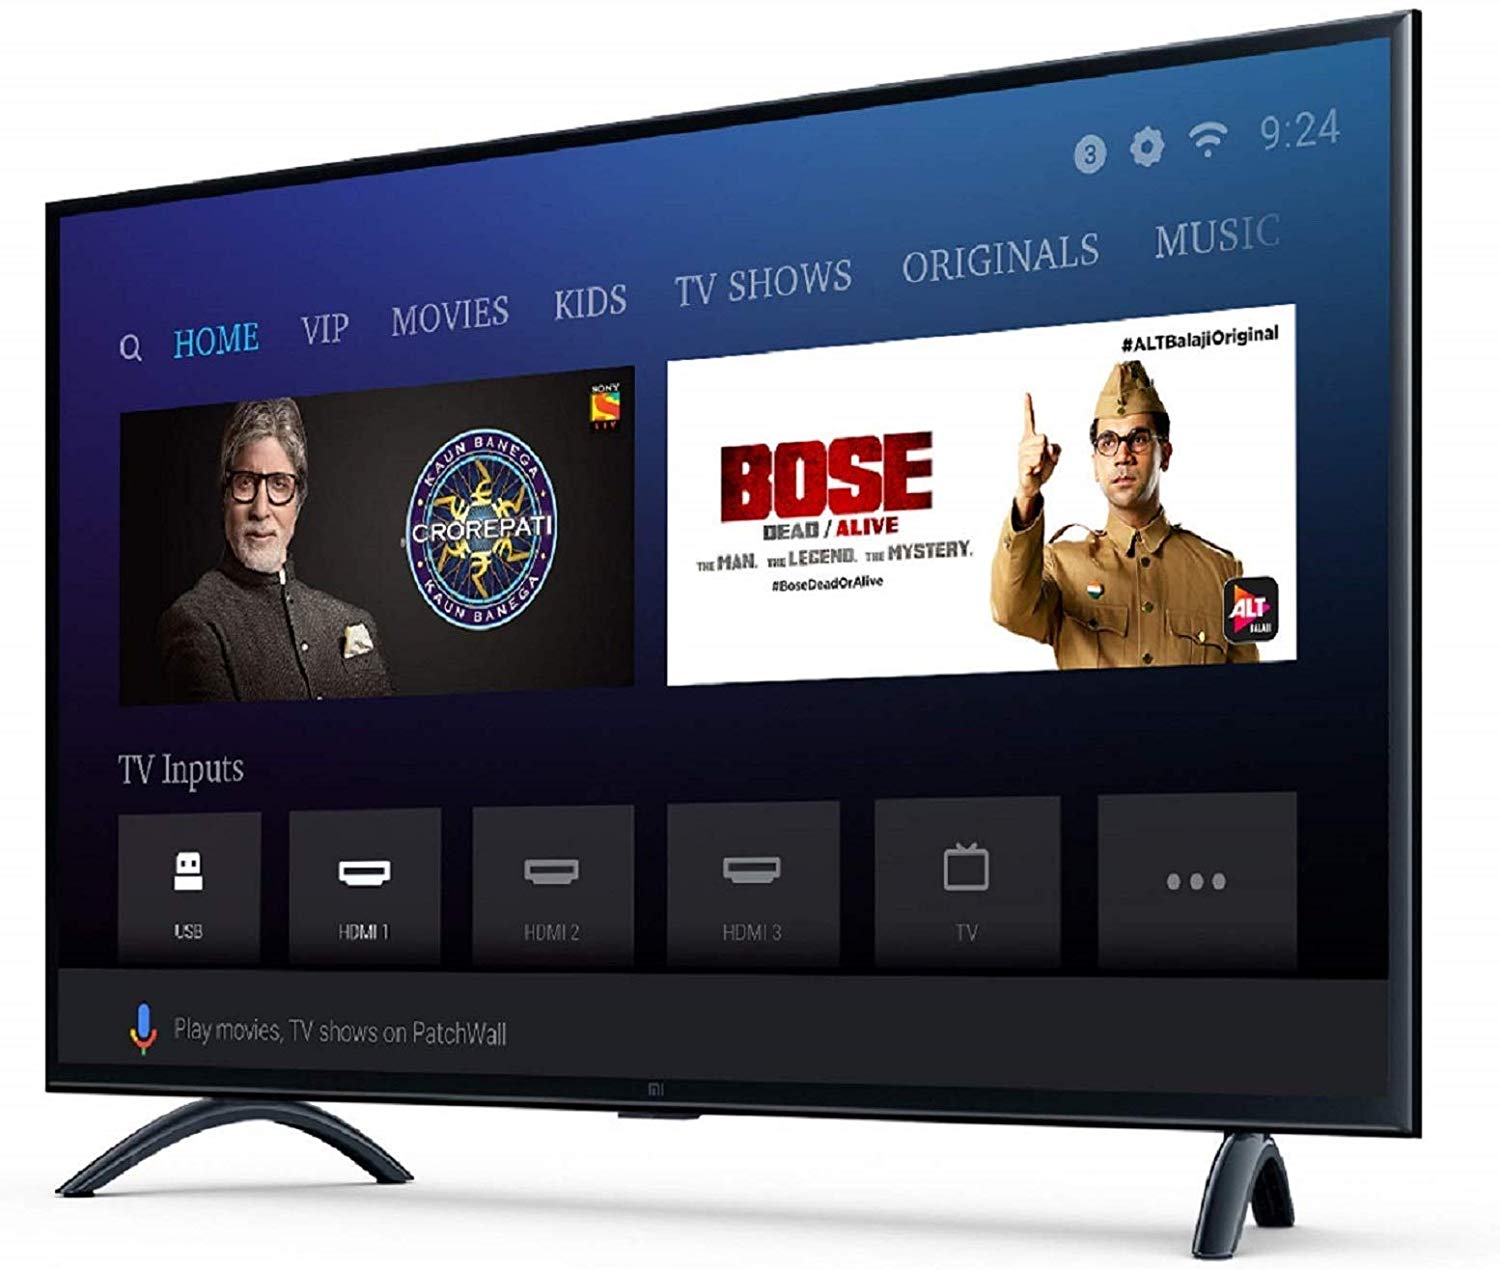 3 9:24
HOME VIP MOVIES KIDS TV SHOWS ORIGINALS MUSIC
SONY
LIV
KAUN BANEGA
CROREPATI
KAUN BANEGA
#ALTBalajiOriginal
BOSE
DEAD / ALIVE
THE MAN. THE LEGEND. THE MYSTERY.
#BoseDeadOrAlive
ALT
BALAJI
TV Inputs
USB HDMI 1 HDMI 2 HDMI 3 TV
Play movies, TV shows on PatchWall
MI